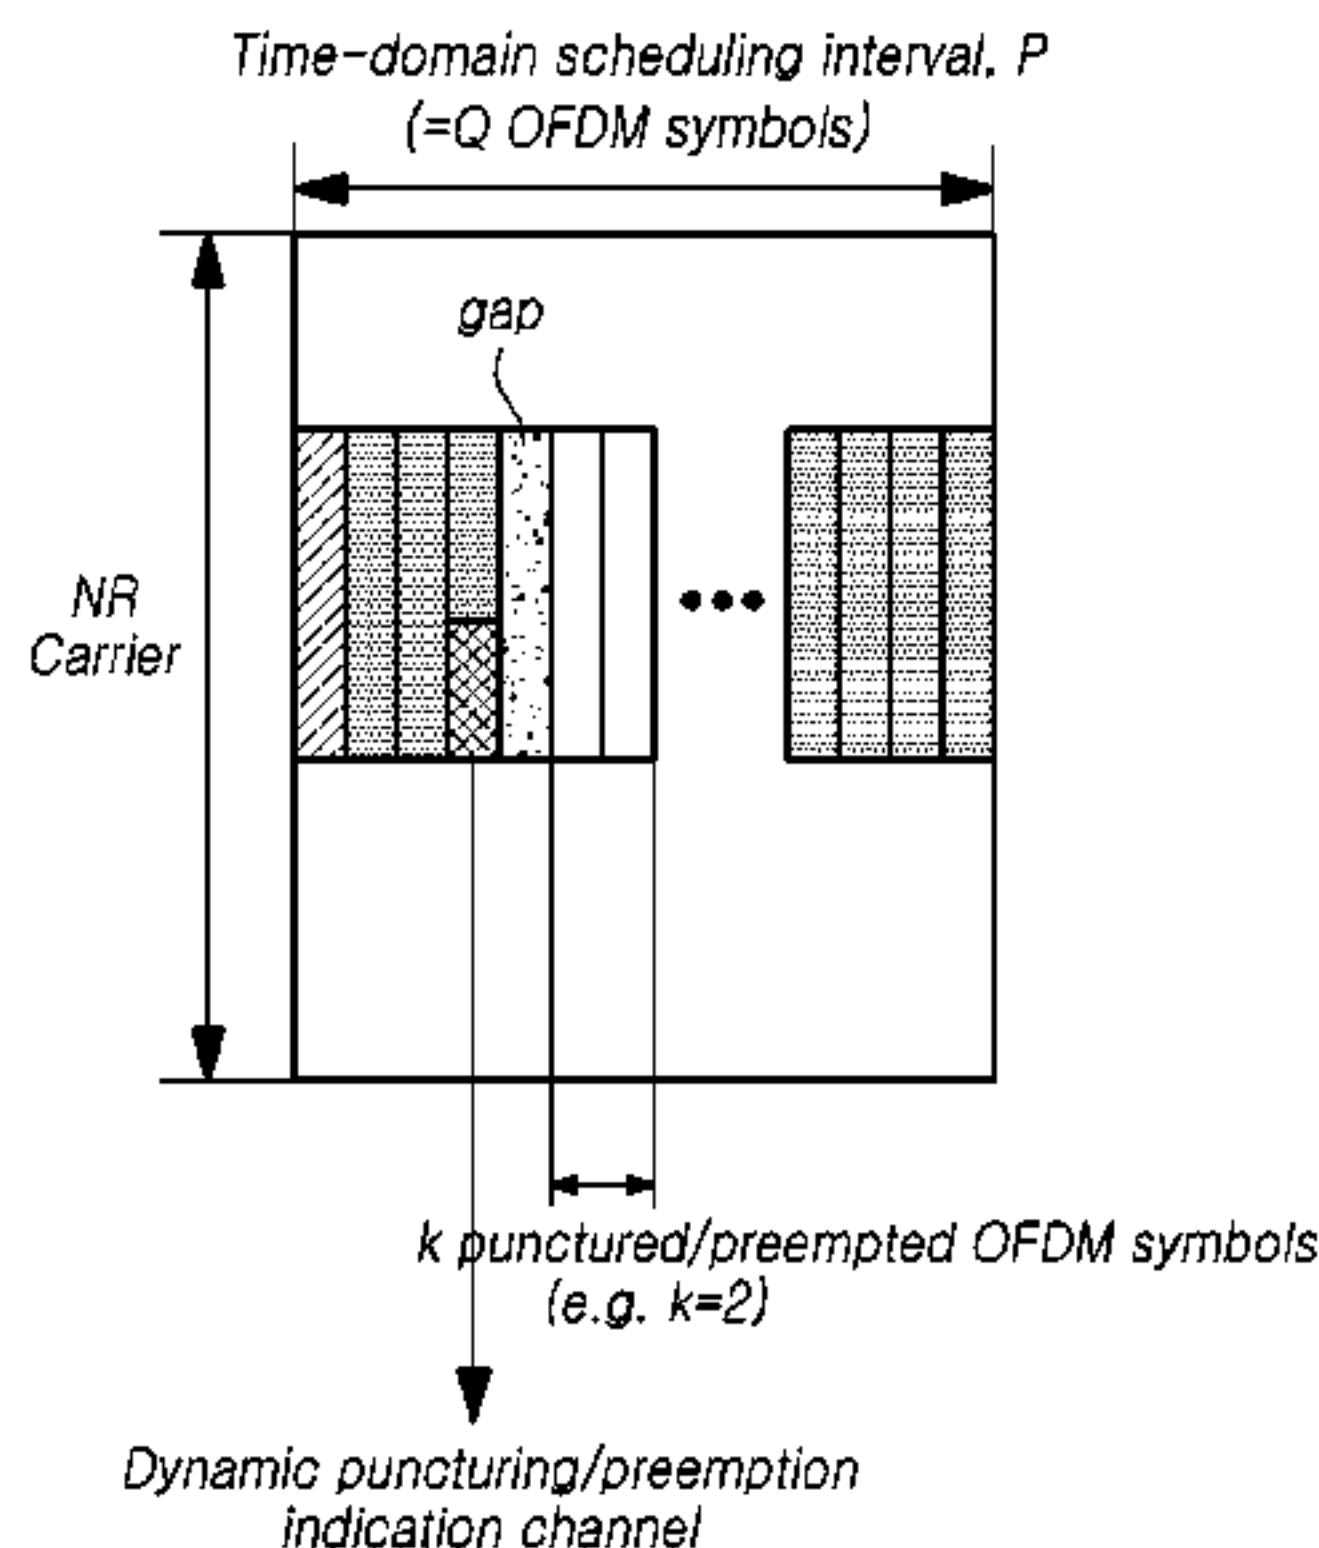 Time-domain scheduling interval, P
(=Q OFDM symbols)
gap
NR
Carrier
k punctured/preempted OFDM symbols
(e.g. k=2)
Dynamic puncturing/preemption
indication channel